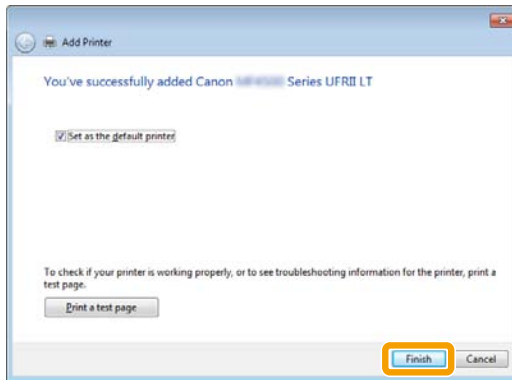 Add Printer
You've successfully added Canon Series UFRII LT
Set as the default printer
To check if your printer is working properly, or to see troubleshooting information for the printer, print a
test page.
Print a test page
Finish Cancel